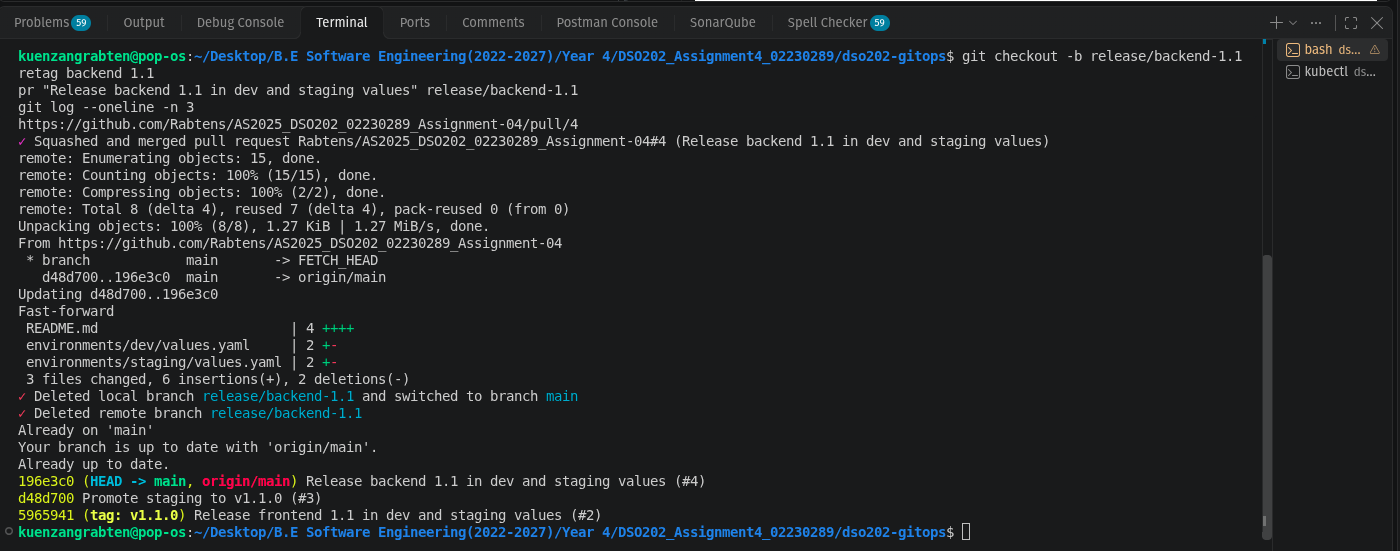 Problems 59 Output Debug Console Terminal Ports Comments Postman Console SonarQube Spell Checker 59
kuenzangrabten@pop-os:~/Desktop/B.E Software Engineering(2022-2027)/Year 4/DSO202_Assignment4_02230289/dso202-gitops$ git checkout -b release/backend-1.1
retag backend 1.1
pr "Release backend 1.1 in dev and staging values" release/backend-1.1
git log --oneline -n 3
https://github.com/Rabtens/AS2025_DSO202_02230289_Assignment-04/pull/4
✓ Squashed and merged pull request Rabtens/AS2025_DSO202_02230289_Assignment-04#4 (Release backend 1.1 in dev and staging values)
remote: Enumerating objects: 15, done.
remote: Counting objects: 100% (15/15), done.
remote: Compressing objects: 100% (2/2), done.
remote: Total 8 (delta 4), reused 7 (delta 4), pack-reused 0 (from 0)
Unpacking objects: 100% (8/8), 1.27 KiB | 1.27 MiB/s, done.
From https://github.com/Rabtens/AS2025_DSO202_02230289_Assignment-04
 * branch            main       -> FETCH_HEAD
   d48d700..196e3c0  main       -> origin/main
Updating d48d700..196e3c0
Fast-forward
 README.md                        | 4 ++++
 environments/dev/values.yaml     | 2 +-
 environments/staging/values.yaml | 2 +-
 3 files changed, 6 insertions(+), 2 deletions(-)
✓ Deleted local branch release/backend-1.1 and switched to branch main
✓ Deleted remote branch release/backend-1.1
Already on 'main'
Your branch is up to date with 'origin/main'.
Already up to date.
196e3c0 (HEAD -> main, origin/main) Release backend 1.1 in dev and staging values (#4)
d48d700 Promote staging to v1.1.0 (#3)
5965941 (tag: v1.1.0) Release frontend 1.1 in dev and staging values (#2)
kuenzangrabten@pop-os:~/Desktop/B.E Software Engineering(2022-2027)/Year 4/DSO202_Assignment4_02230289/dso202-gitops$
bash ds...
kubectl ds...